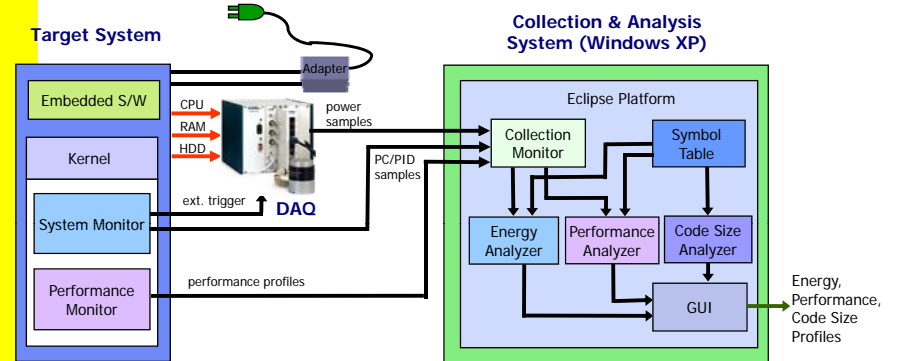 Target System
Collection & Analysis
System (Windows XP)
Adapter
Embedded S/W
CPU
RAM
HDD
power
samples
Eclipse Platform
Collection
Monitor
Symbol
Table
Kernel
PC/PID
samples
ext. trigger
DAQ
System Monitor
Energy
Analyzer
Performance
Analyzer
Code Size
Analyzer
performance profiles
Performance
Monitor
GUI
Energy,
Performance,
Code Size
Profiles